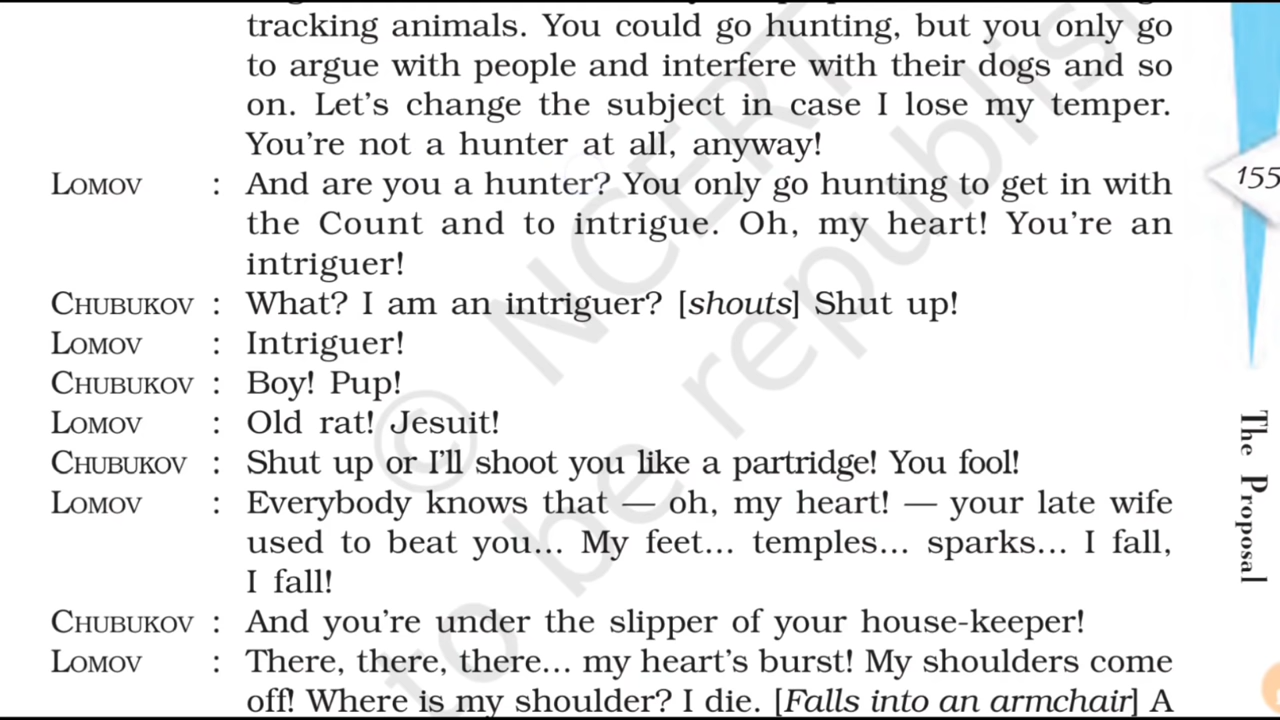 tracking animals. You could go hunting, but you only go
to argue with people and interfere with their dogs and so
on. Let's change the subject in case I lose my temper.
You're not a hunter at all, anyway!
LOMOV : And are you a hunter? You only go hunting to get in with
the Count and to intrigue. Oh, my heart! You're an
intriguer!
CHUBUKOV : What? I am an intriguer? [shouts] Shut up!
LOMOV : Intriguer!
CHUBUKOV : Boy! Pup!
LOMOV : Old rat! Jesuit!
CHUBUKOV : Shut up or I'll shoot you like a partridge! You fool!
LOMOV : Everybody knows that — oh, my heart! — your late wife
used to beat you... My feet... temples... sparks... I fall,
I fall!
CHUBUKOV : And you're under the slipper of your house-keeper!
LOMOV : There, there, there... my heart's burst! My shoulders come
off! Where is my shoulder? I die. [Falls into an armchair] A
155
The Proposal
© NCERT
to be republis